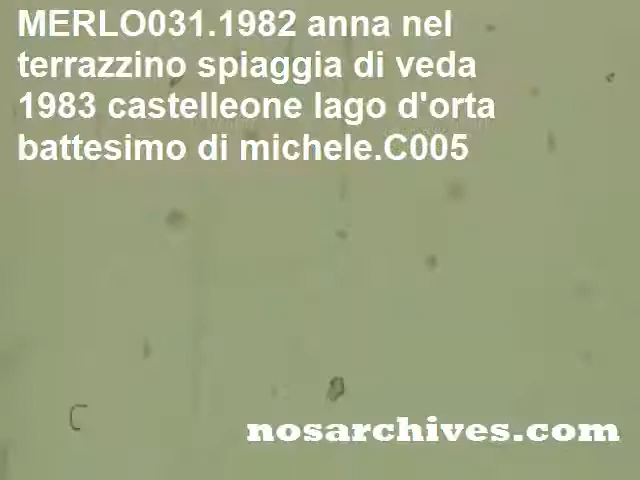 MERLO031.1982 anna nel
terrazzino spiaggia di veda
1983 castelleone lago d'orta
battesimo di michele.C005
nosarchives.com